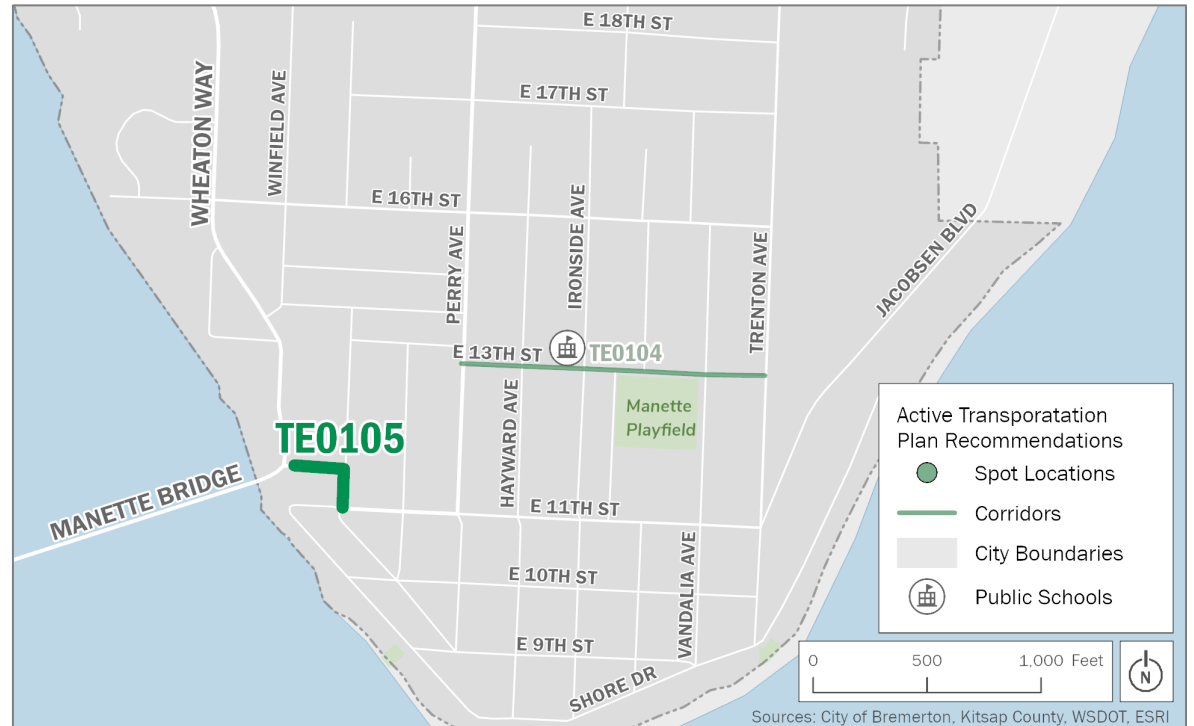 E 18TH ST
E 17TH ST
WHEATON WAY
WINFIELD AVE
E 16TH ST
PERRY AVE
IRONSIDE AVE
TRENTON AVE
JACOBSEN BLVD
E 13TH ST
TE0104
Manette
Playfield
HAYWARD AVE
TE0105
MANETTE BRIDGE
E 11TH ST
E 10TH ST
VANDALIA AVE
E 9TH ST
SHORE DR
Active Transporatation
Plan Recommendations
Spot Locations
Corridors
City Boundaries
Public Schools
0 500 1,000 Feet
N
Sources: City of Bremerton, Kitsap County, WSDOT, ESRI